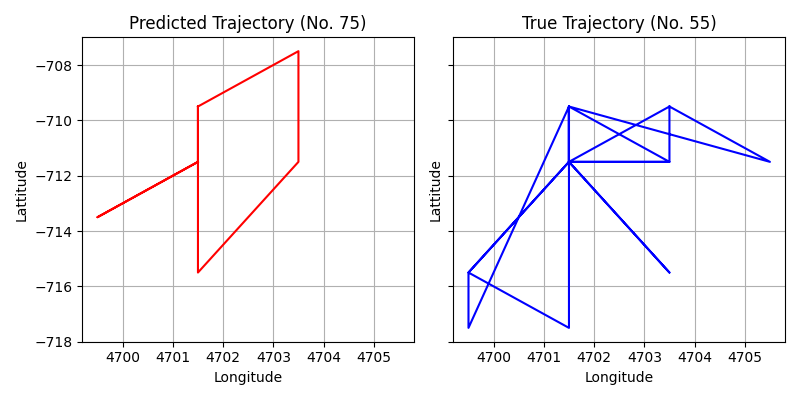 Predicted Trajectory (No. 75)
True Trajectory (No. 55)
−708
−710
−712
−714
−716
−718
Lattitude
Lattitude
4700 4701 4702 4703 4704 4705
4700 4701 4702 4703 4704 4705
Longitude
Longitude